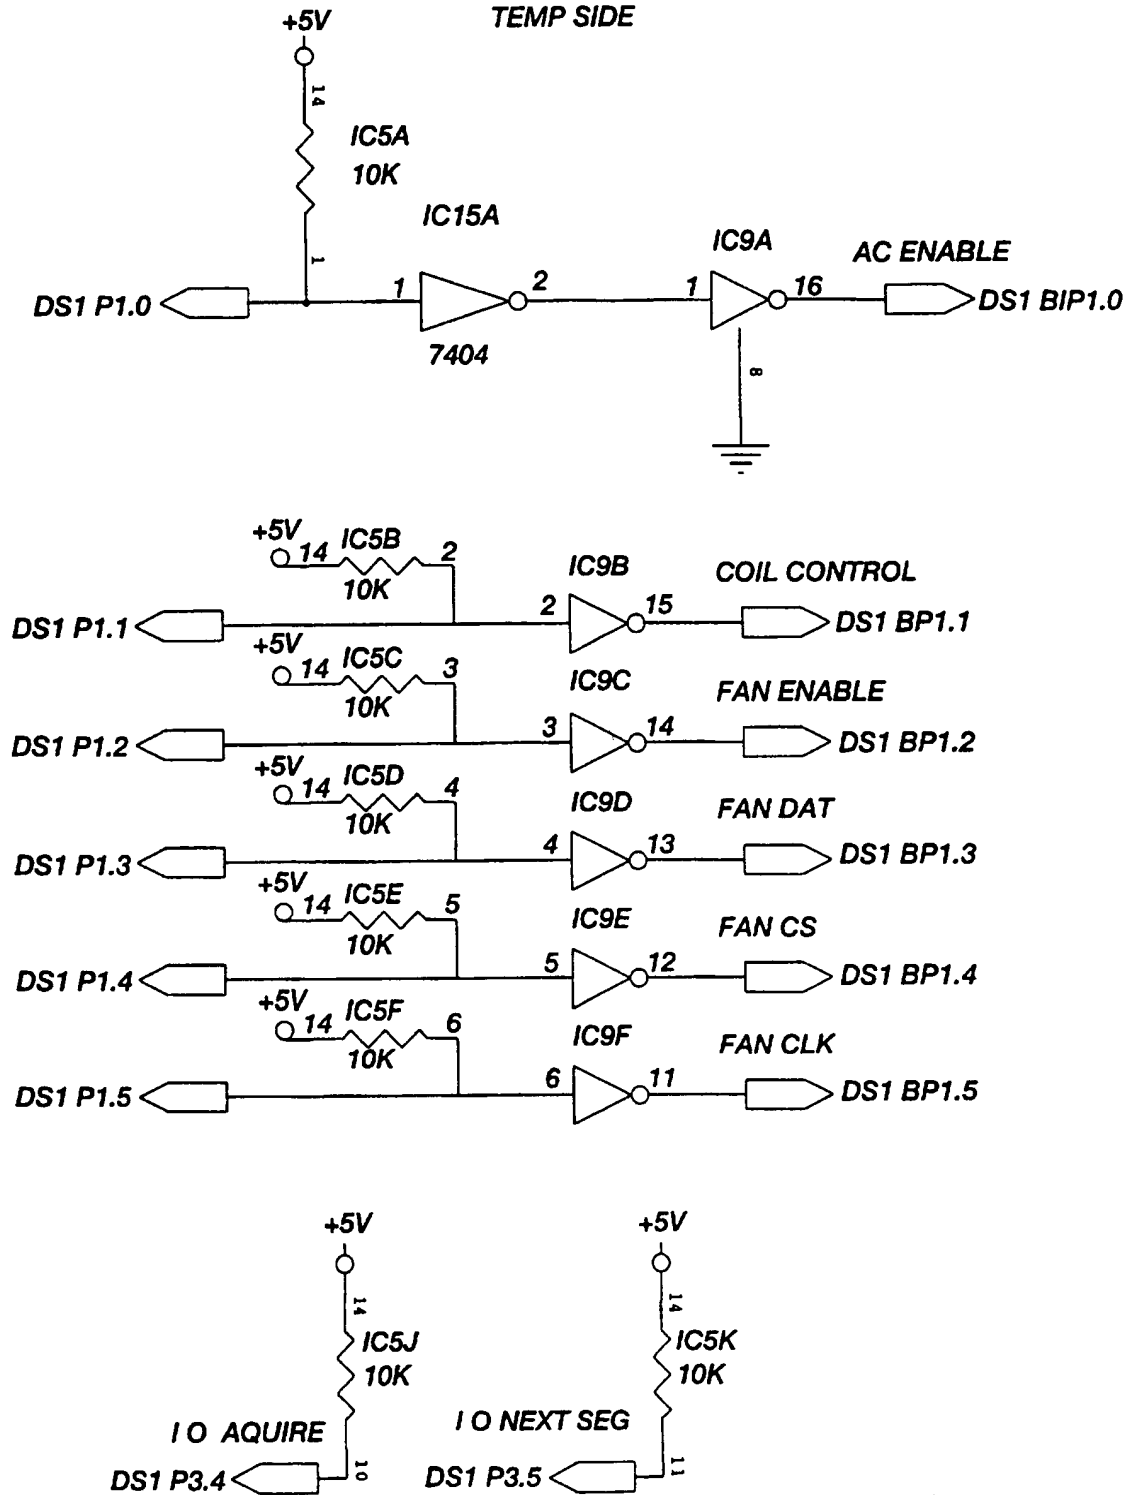 TEMP SIDE
+5V
14
IC5A
10K
1
IC15A
IC9A
AC ENABLE
DS1 P1.0
1
2
1
16
DS1 BIP1.0
7404
8
+5V
14
IC5B
2
10K
IC9B
COIL CONTROL
DS1 P1.1
2
15
DS1 BP1.1
+5V
14
IC5C
3
10K
IC9C
FAN ENABLE
DS1 P1.2
3
14
DS1 BP1.2
+5V
14
IC5D
4
10K
IC9D
FAN DAT
DS1 P1.3
4
13
DS1 BP1.3
+5V
14
IC5E
5
10K
IC9E
FAN CS
DS1 P1.4
5
12
DS1 BP1.4
+5V
14
IC5F
6
10K
IC9F
FAN CLK
DS1 P1.5
6
11
DS1 BP1.5
+5V
14
IC5J
10K
I O AQUIRE
DS1 P3.4
10
+5V
14
IC5K
10K
I O NEXT SEG
DS1 P3.5
11